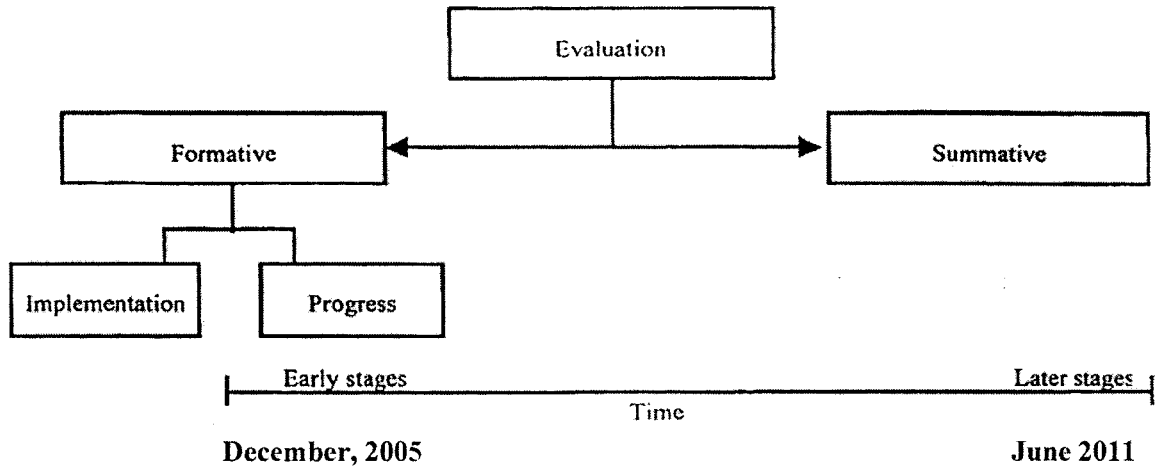 Evaluation
Formative
Summative
Implementation
Progress
Early stages
Later stages
Time
December, 2005
June 2011